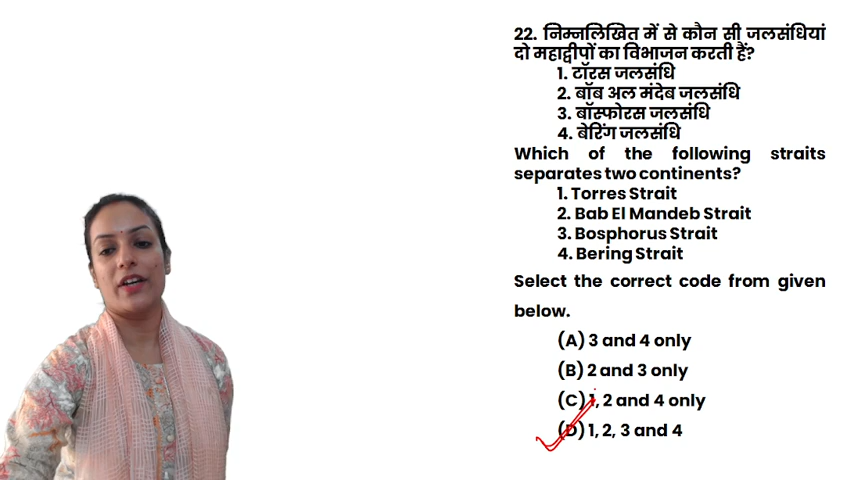 22. निम्नलिखित में से कौन सी जलसंधियां
दो महाद्वीपों का विभाजन करती हैं?
1. टॉरस जलसंधि
2. बॉब अल मंदेब जलसंधि
3. बॉस्फोरस जलसंधि
4. बेरिंग जलसंधि
Which of the following straits
separates two continents?
1. Torres Strait
2. Bab El Mandeb Strait
3. Bosphorus Strait
4. Bering Strait
Select the correct code from given
below.
(A) 3 and 4 only
(B) 2 and 3 only
(C) 1, 2 and 4 only
(D) 1, 2, 3 and 4